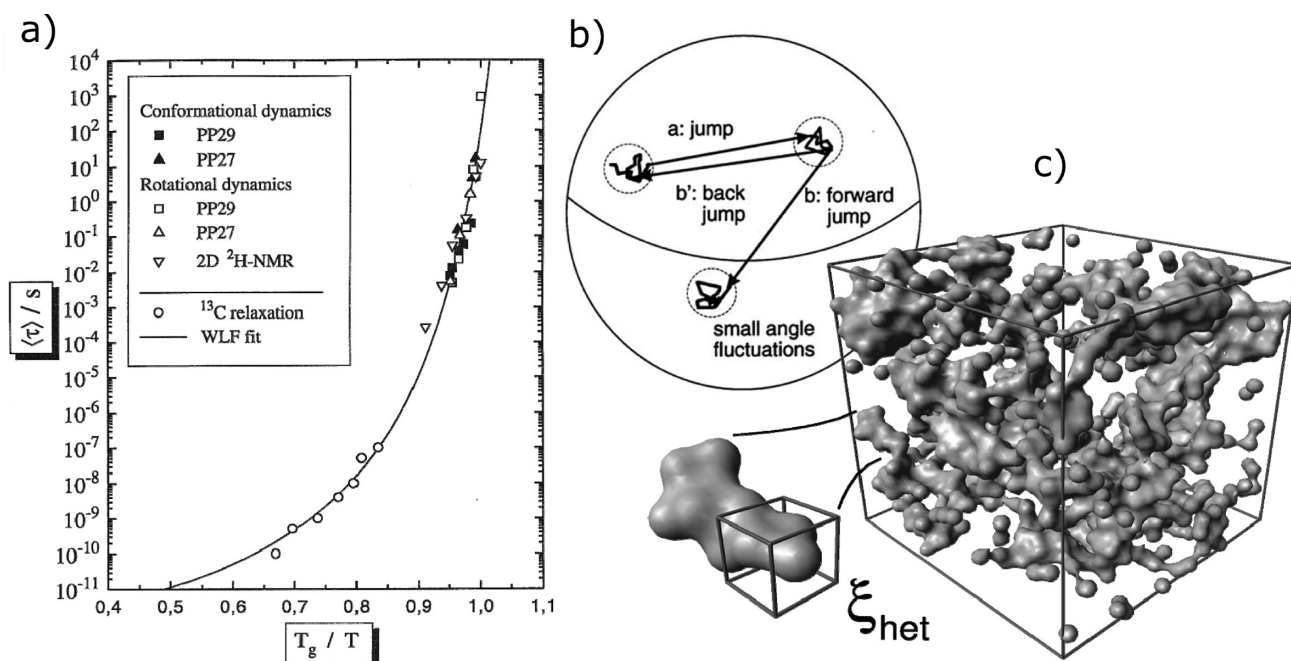 a)
10^4
10^3
10^2
10^1
10^0
10^-1
10^-2
10^-3
10^-4
10^-5
10^-6
10^-7
10^-8
10^-9
10^-10
10^-11
⟨τ⟩ / s
Conformational dynamics
PP29
PP27
Rotational dynamics
PP29
PP27
2D ²H-NMR
¹³C relaxation
WLF fit
0,4 0,5 0,6 0,7 0,8 0,9 1,0 1,1
T_g / T
b)
a: jump
b': back
jump
b: forward
jump
small angle
fluctuations
c)
ξ_het